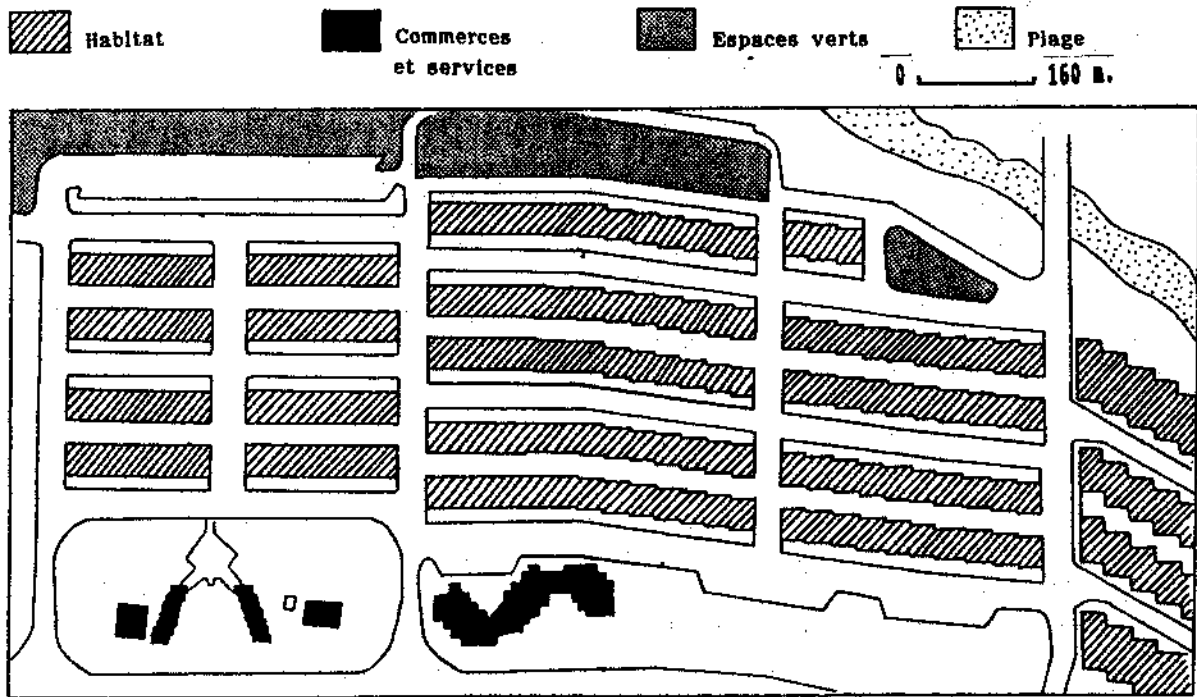 Habitat
Commerces
et services
Espaces verts
Plage
0 160 m.